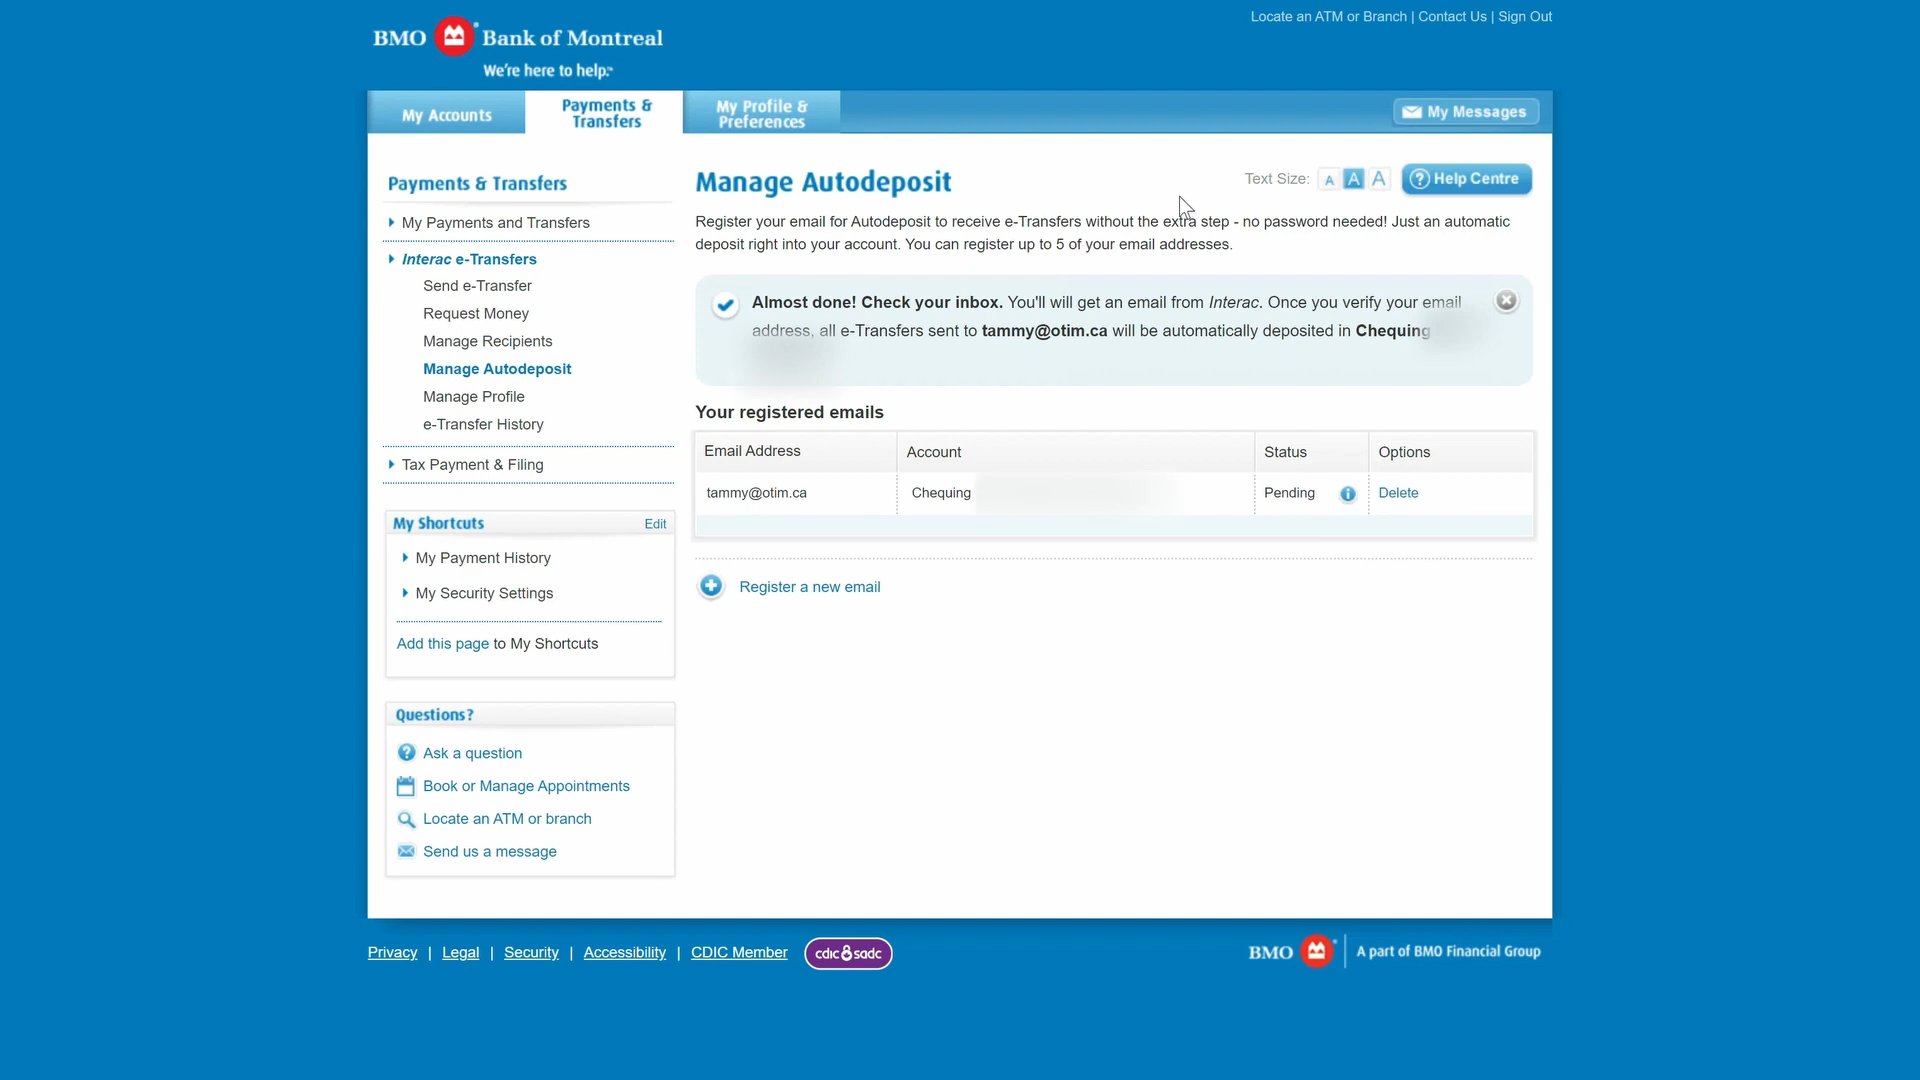 Locate an ATM or Branch | Contact Us | Sign Out
BMO Bank of Montreal
We're here to help.™
My Accounts
Payments & Transfers
My Profile & Preferences
My Messages
Payments & Transfers
My Payments and Transfers
Interac e-Transfers
Send e-Transfer
Request Money
Manage Recipients
Manage Autodeposit
Manage Profile
e-Transfer History
Tax Payment & Filing
My Shortcuts Edit
My Payment History
My Security Settings
Add this page to My Shortcuts
Questions?
Ask a question
Book or Manage Appointments
Locate an ATM or branch
Send us a message
Manage Autodeposit
Text Size: A A A
Help Centre
Register your email for Autodeposit to receive e-Transfers without the extra step - no password needed! Just an automatic
deposit right into your account. You can register up to 5 of your email addresses.
Almost done! Check your inbox. You'll will get an email from Interac. Once you verify your email
address, all e-Transfers sent to tammy@otim.ca will be automatically deposited in Chequing
Your registered emails
Email Address Account Status Options
tammy@otim.ca Chequing Pending Delete
Register a new email
Privacy | Legal | Security | Accessibility | CDIC Member cdic sadc
BMO A part of BMO Financial Group